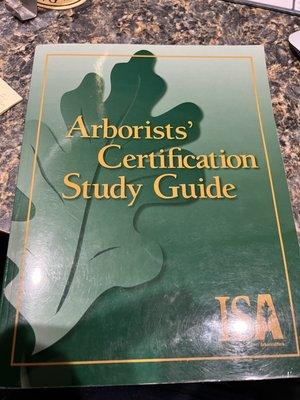 Arborists'
Certification
Study Guide
ISA